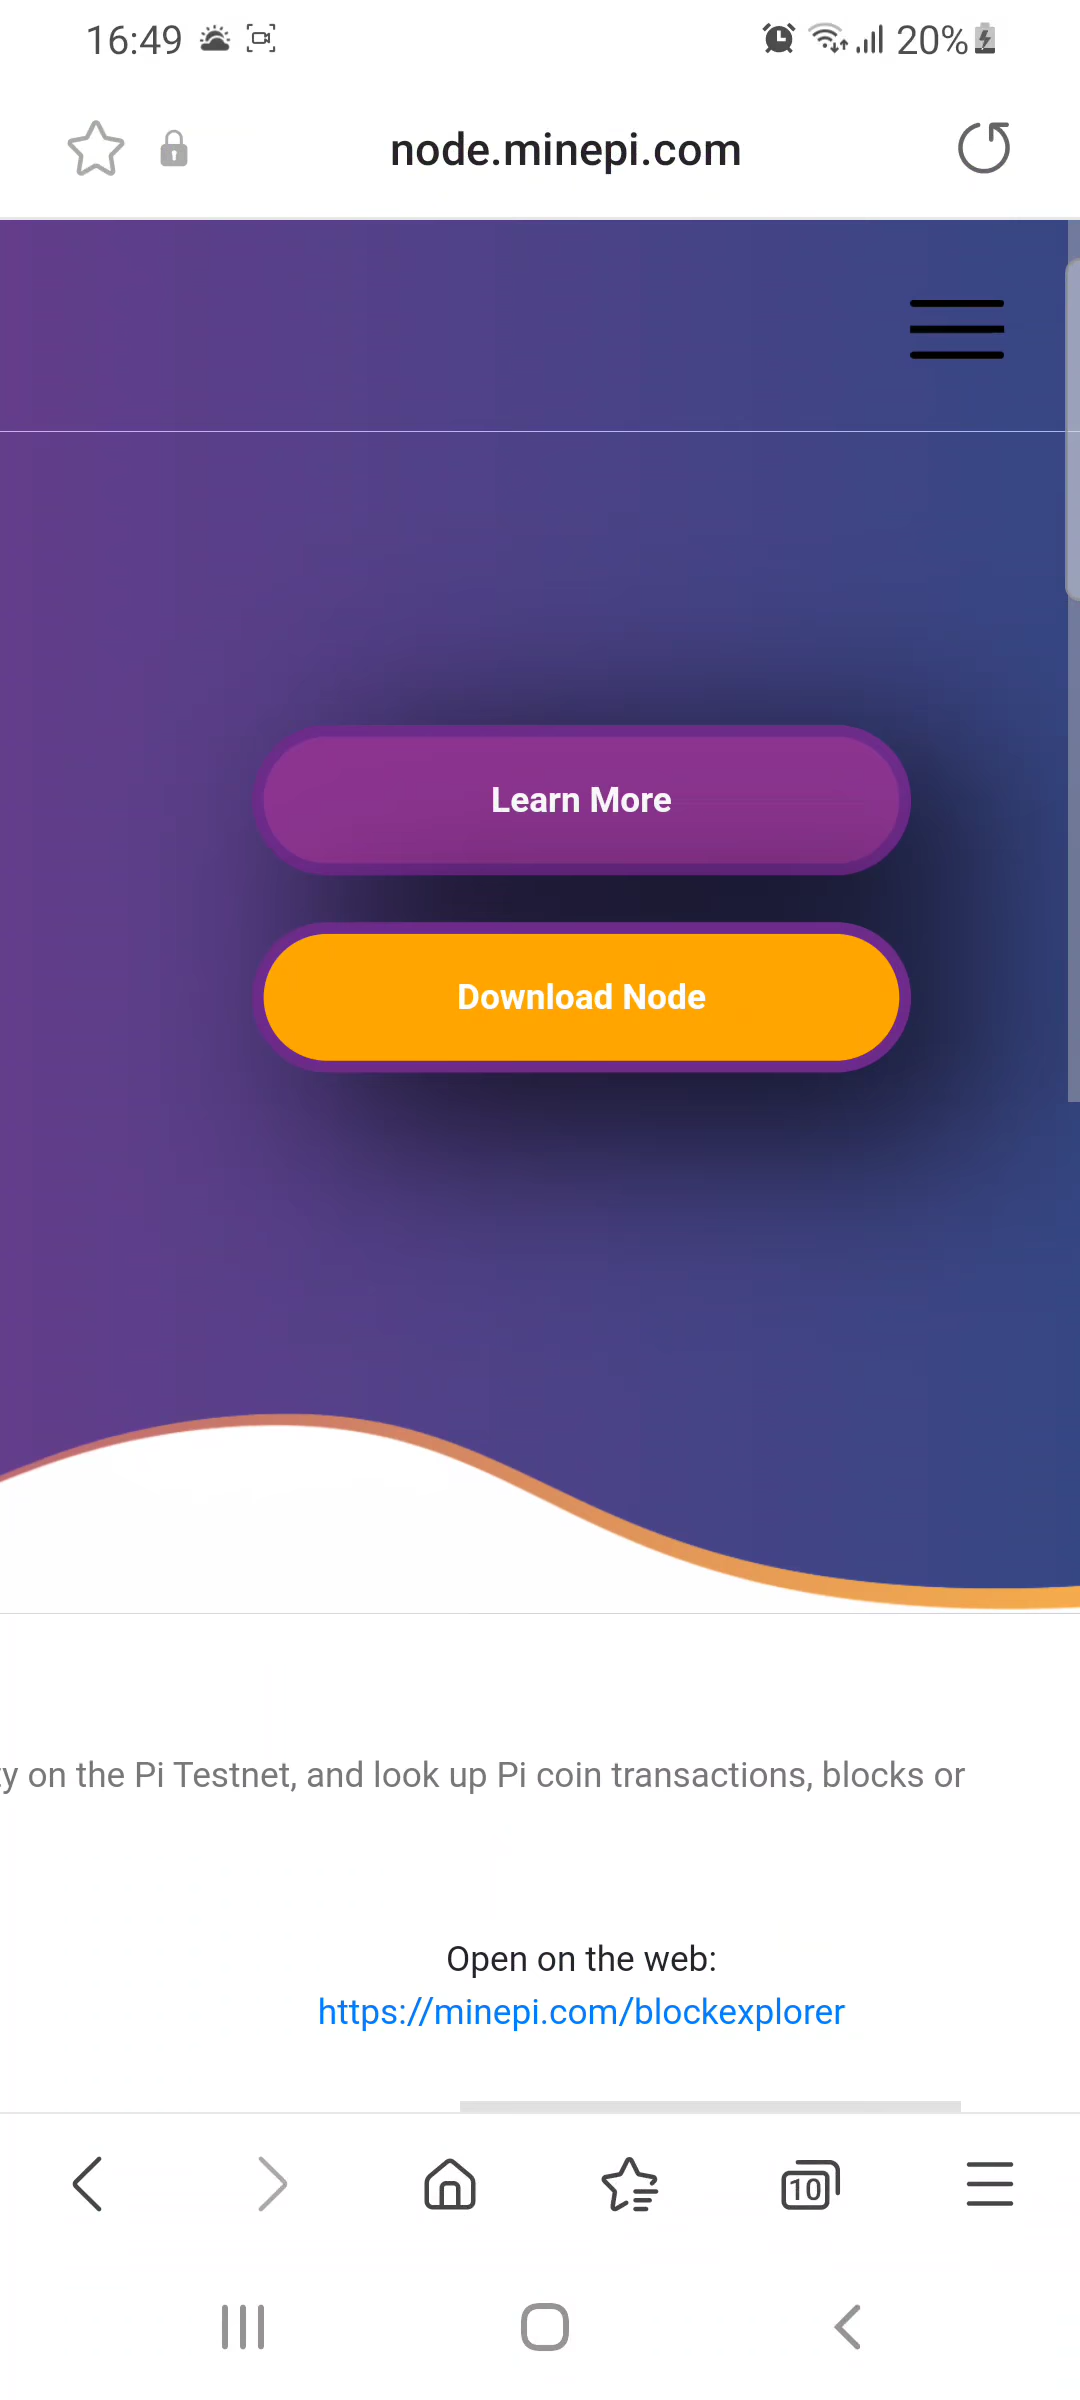 16:49
20%
node.minepi.com
Learn More
Download Node
on the Pi Testnet, and look up Pi coin transactions, blocks or
Open on the web:
https://minepi.com/blockexplorer
10